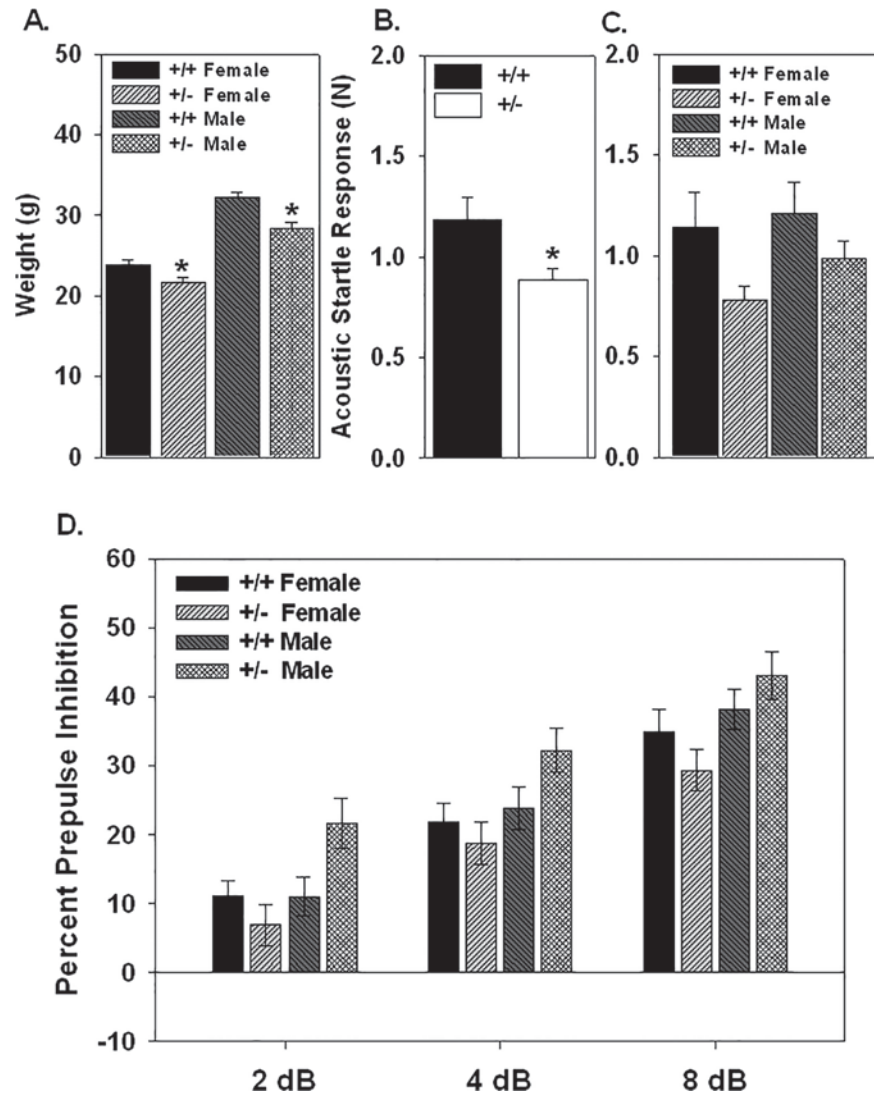 A.
50
40
30
20
10
0
Weight (g)
+/+ Female
+/- Female
+/+ Male
+/- Male
*
*
B.
2.0
1.5
1.0
0.5
0.0
Acoustic Startle Response (N)
+/+
+/-
*
C.
2.0
1.5
1.0
0.5
0.0
+/+ Female
+/- Female
+/+ Male
+/- Male
D.
60
50
40
30
20
10
0
-10
Percent Prepulse Inhibition
+/+ Female
+/- Female
+/+ Male
+/- Male
2 dB 4 dB 8 dB